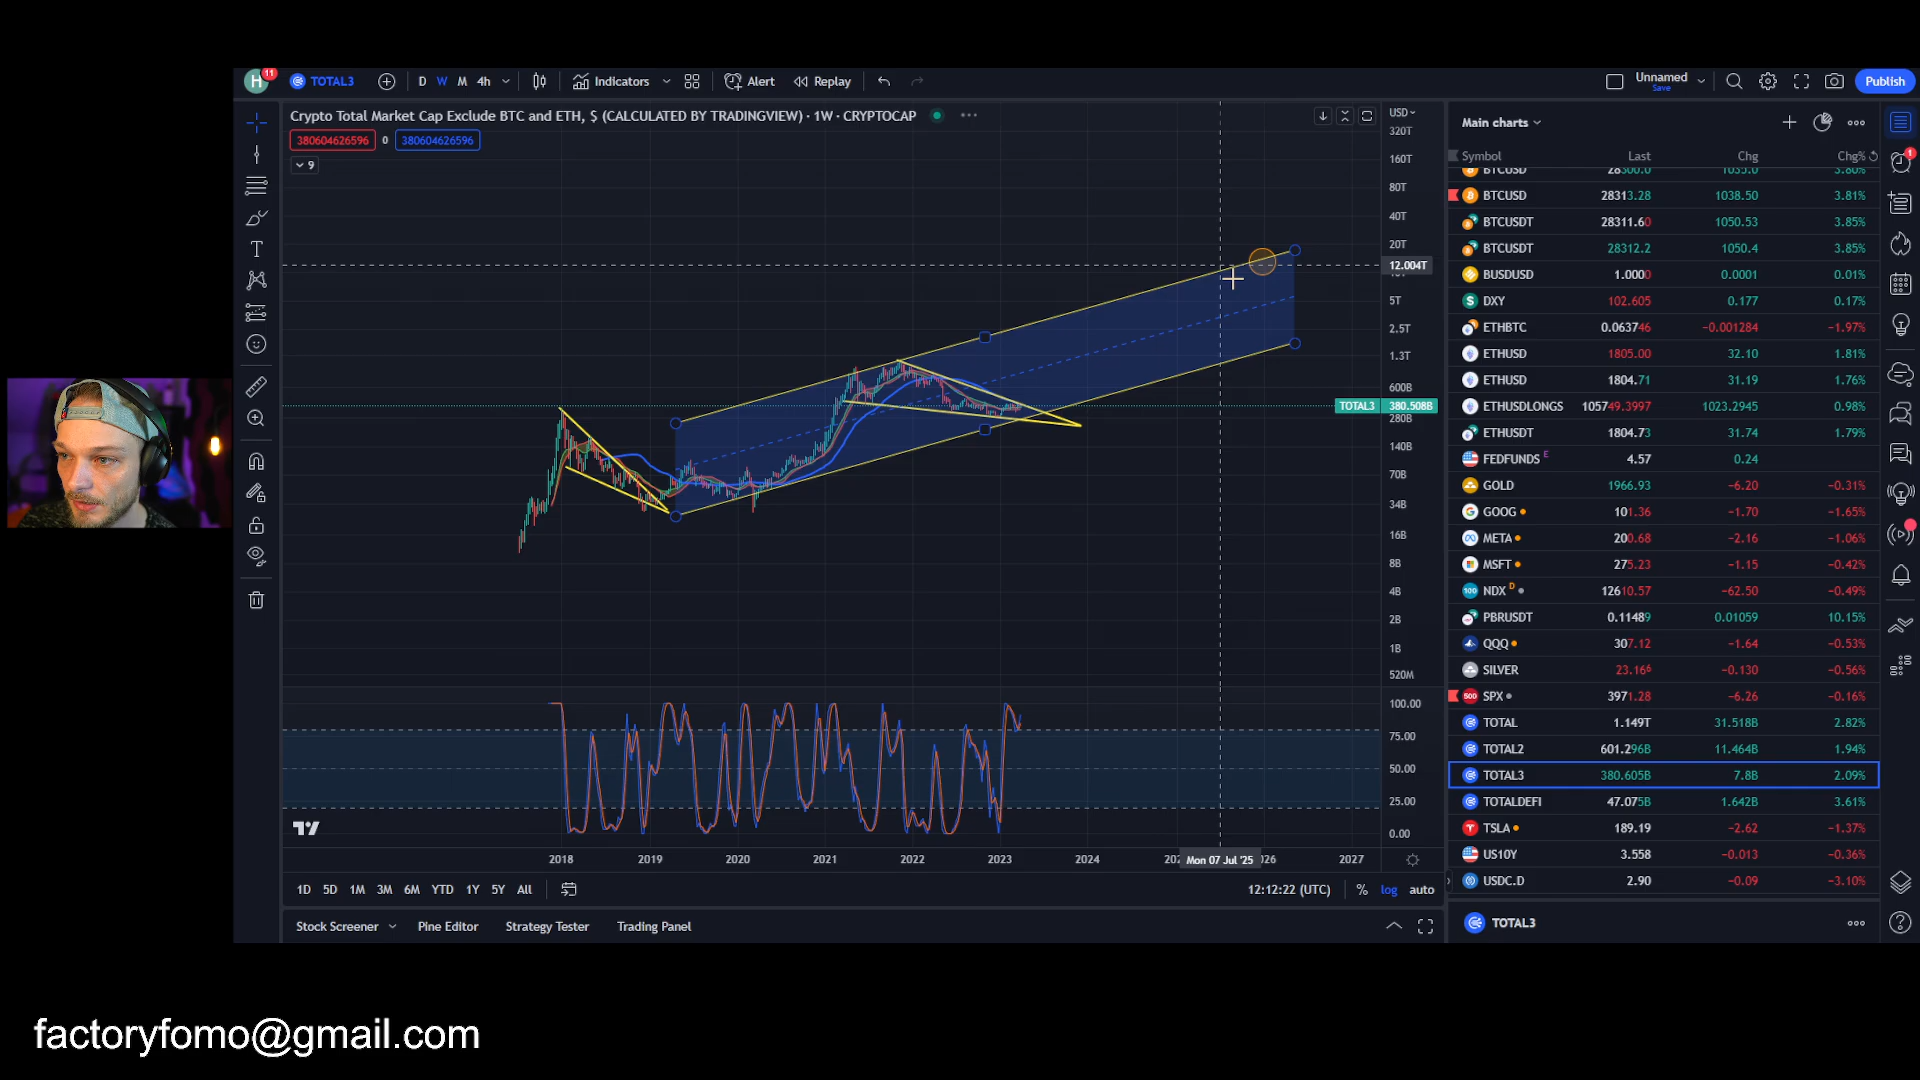 H 11 TOTAL3 D W M 4h Indicators Alert Replay Unnamed Save Publish
Crypto Total Market Cap Exclude BTC and ETH, $ (CALCULATED BY TRADINGVIEW) · 1W · CRYPTOCAP
380604626596 0 380604626596
9
USD
320T
160T
80T
40T
20T
12.004T
5T
2.5T
1.3T
600B
TOTAL3 380.508B
280B
140B
70B
34B
16B
8B
4B
2B
1B
520M
100.00
75.00
50.00
25.00
0.00
2018 2019 2020 2021 2022 2023 2024 Mon 07 Jul '25 2027
1D 5D 1M 3M 6M YTD 1Y 5Y All 12:12:22 (UTC) % log auto
Stock Screener Pine Editor Strategy Tester Trading Panel
Main charts
Symbol Last Chg Chg%
BTCUSD 28313.28 1038.50 3.81%
BTCUSDT 28311.60 1050.53 3.85%
BTCUSDT 28312.2 1050.4 3.85%
BUSDUSD 1.0000 0.0001 0.01%
DXY 102.605 0.177 0.17%
ETHBTC 0.063746 −0.001284 −1.97%
ETHUSD 1805.00 32.10 1.81%
ETHUSD 1804.71 31.19 1.76%
ETHUSDLONGS 105749.3997 1023.2945 0.98%
ETHUSDT 1804.73 31.74 1.79%
FEDFUNDS E 4.57 0.24
GOLD 1966.93 −6.20 −0.31%
GOOG 101.36 −1.70 −1.65%
META 200.68 −2.16 −1.06%
MSFT 275.23 −1.15 −0.42%
100 NDX D 12610.57 −62.50 −0.49%
PBRUSDT 0.11489 0.01059 10.15%
QQQ 307.12 −1.64 −0.53%
SILVER 23.166 −0.130 −0.56%
500 SPX 3971.28 −6.26 −0.16%
TOTAL 1.149T 31.518B 2.82%
TOTAL2 601.296B 11.464B 1.94%
TOTAL3 380.605B 7.8B 2.09%
TOTALDEFI 47.075B 1.642B 3.61%
TSLA 189.19 −2.62 −1.37%
US10Y 3.558 −0.013 −0.36%
USDC.D 2.90 −0.09 −3.10%
TOTAL3
1
factoryfomo@gmail.com